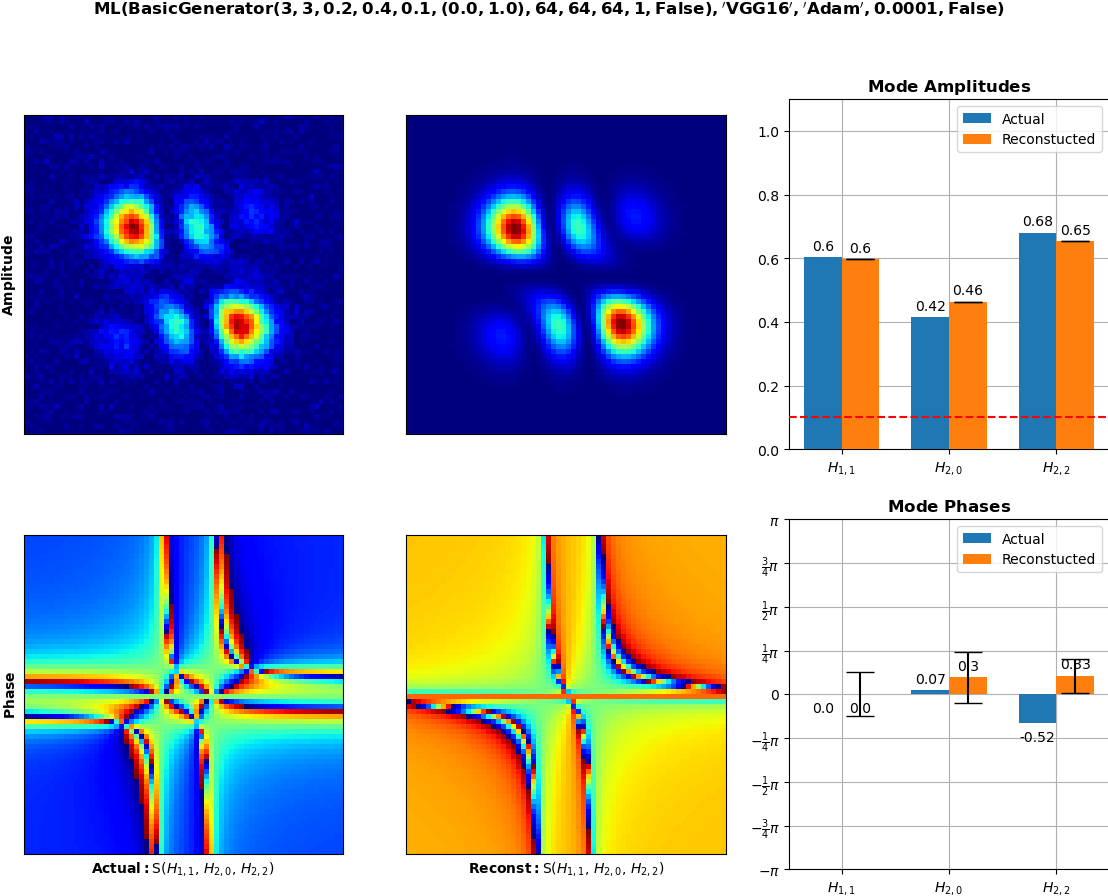 ML(BasicGenerator(3, 3, 0.2, 0.4, 0.1, (0.0, 1.0), 64, 64, 64, 1, False), ′VGG16′, ′Adam′, 0.0001, False)
Amplitude
Mode Amplitudes
Actual
Reconstucted
1.0
0.8
0.6
0.4
0.2
0.0
0.6
0.6
0.42
0.46
0.68
0.65
H1,1
H2,0
H2,2
Phase
Actual: S(H1,1, H2,0, H2,2)
Reconst: S(H1,1, H2,0, H2,2)
Mode Phases
Actual
Reconstucted
π
3/4π
1/2π
1/4π
0
−1/4π
−1/2π
−3/4π
−π
0.0
0.0
0.07
0.3
-0.52
0.33
H1,1
H2,0
H2,2